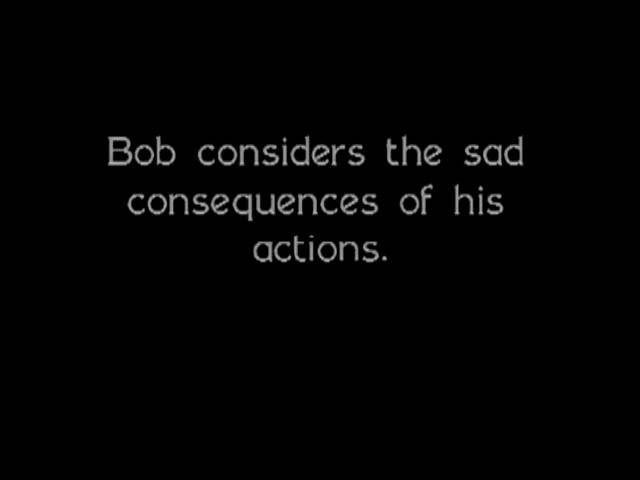 Bob considers the sad
consequences of his
actions.